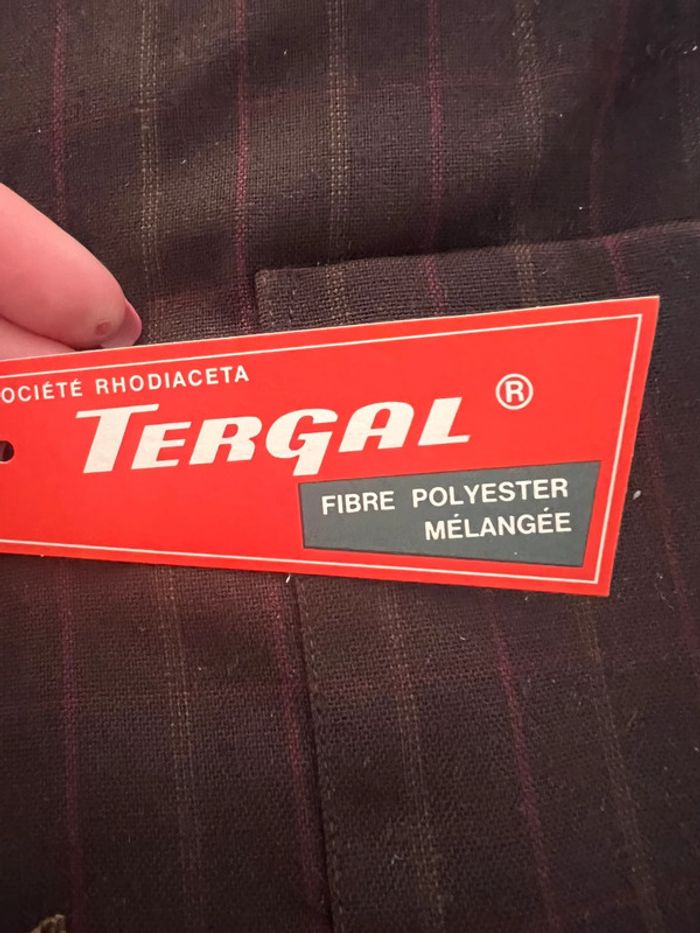 OCIÉTÉ RHODIACETA
TERGAL ®
FIBRE POLYESTER
MÉLANGÉE